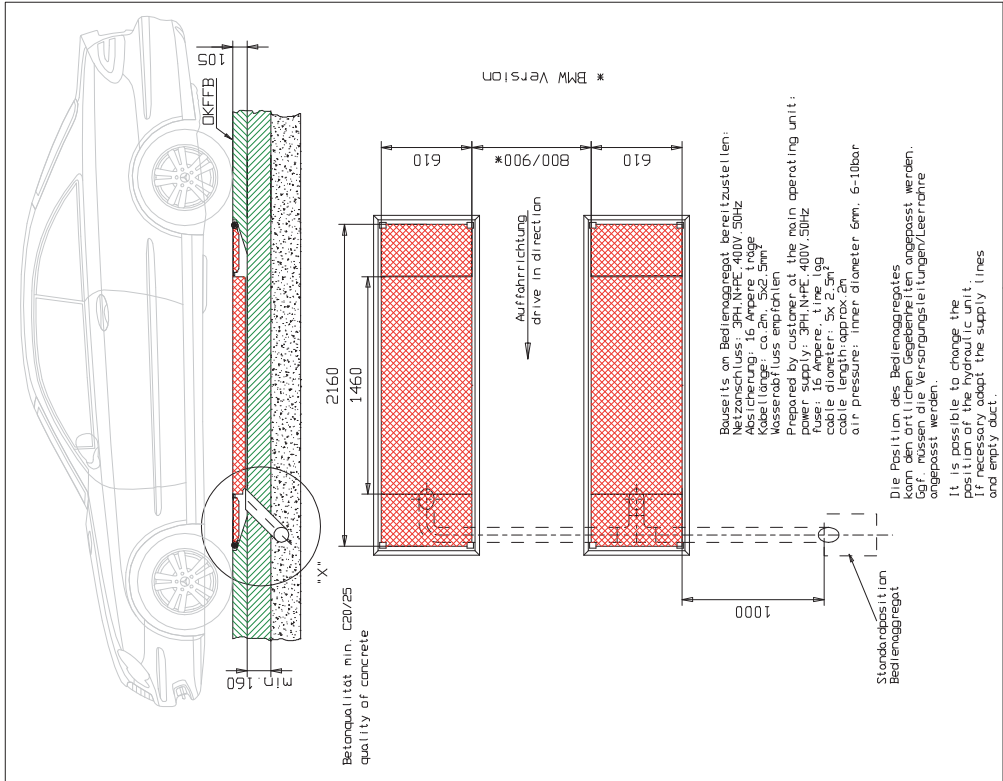 105
OKFFB
* BMW Version
min.160
"X"
Betonqualität min. C20/25
quality of concrete
2160
1460
610
800/900*
610
Auffahrrichtung
drive in direction
1000
Standardposition
Bedienaggregat
Bauseits am Bedienaggregat bereitzustellen:
Netzanschluss: 3PH.N+PE.400V.50Hz
Absicherung: 16 Ampere träge
Kabellänge: ca.2m. 5x2.5mm²
Wasserabfluss empfohlen
Prepared by customer at the main operating unit:
power supply: 3PH.N+PE.400V.50Hz
fuse: 16 Ampere. time lag
cable diameter: 5x 2.5m²
cable length:approx.2m
air pressure: inner diameter 6mm. 6-10bar
Die Position des Bedienaggregates
kann den örtlichen Gegebenheiten angepasst werden.
Ggf. müssen die Versorgungsleitungen/Leerrohre
angepasst werden.
It is possible to change the
position of the hydraulic unit.
If necessary adapt the supply lines
and empty duct.